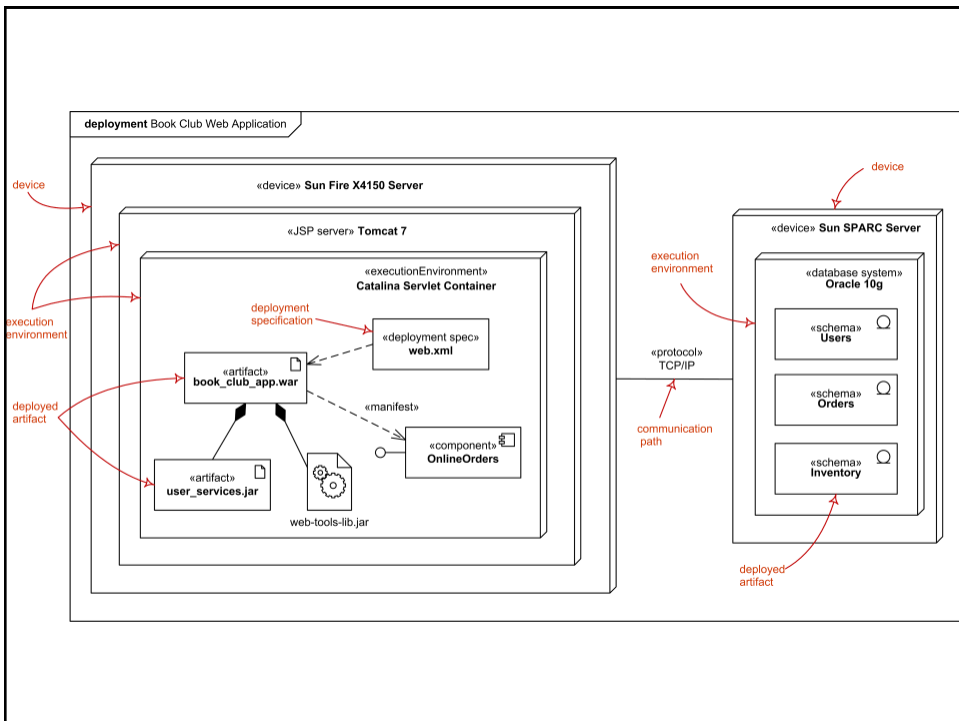 deployment Book Club Web Application
device
«device» Sun Fire X4150 Server
«JSP server» Tomcat 7
«executionEnvironment»
Catalina Servlet Container
execution
environment
deployment
specification
«deployment spec»
web.xml
«artifact»
book_club_app.war
deployed
artifact
«manifest»
«component»
OnlineOrders
«artifact»
user_services.jar
web-tools-lib.jar
«protocol»
TCP/IP
communication
path
device
«device» Sun SPARC Server
execution
environment
«database system»
Oracle 10g
«schema»
Users
«schema»
Orders
«schema»
Inventory
deployed
artifact